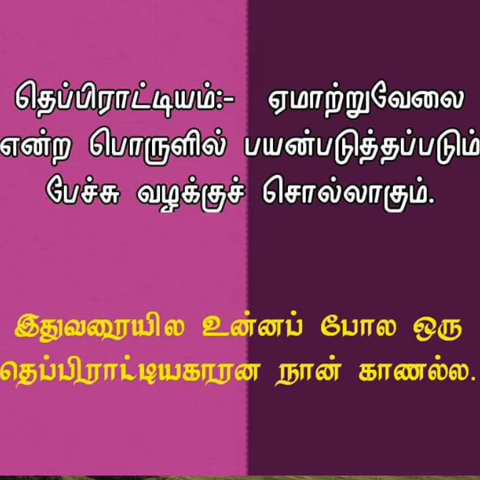 தெப்பிராட்டியம்:- ஏமாற்றுவேலை
என்ற பொருளில் பயன்படுத்தப்படும்
பேச்சு வழக்குச் சொல்லாகும்.
இதுவரையில உன்னப் போல ஒரு
தெப்பிராட்டியகாரன நான் காணல்ல.